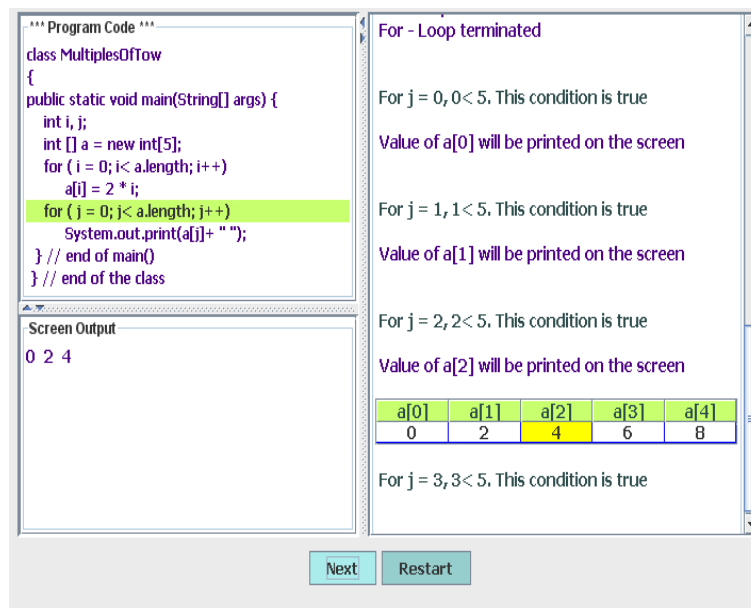 *** Program Code ***
class MultiplesOfTow
{
public static void main(String[] args) {
int i, j;
int [] a = new int[5];
for ( i = 0; i< a.length; i++)
a[i] = 2 * i;
for ( j = 0; j< a.length; j++)
System.out.print(a[j]+ " ");
} // end of main()
} // end of the class
Screen Output
0 2 4
For - Loop terminated
For j = 0, 0< 5. This condition is true
Value of a[0] will be printed on the screen
For j = 1, 1< 5. This condition is true
Value of a[1] will be printed on the screen
For j = 2, 2< 5. This condition is true
Value of a[2] will be printed on the screen
a[0] a[1] a[2] a[3] a[4]
0 2 4 6 8
For j = 3, 3< 5. This condition is true
Next Restart